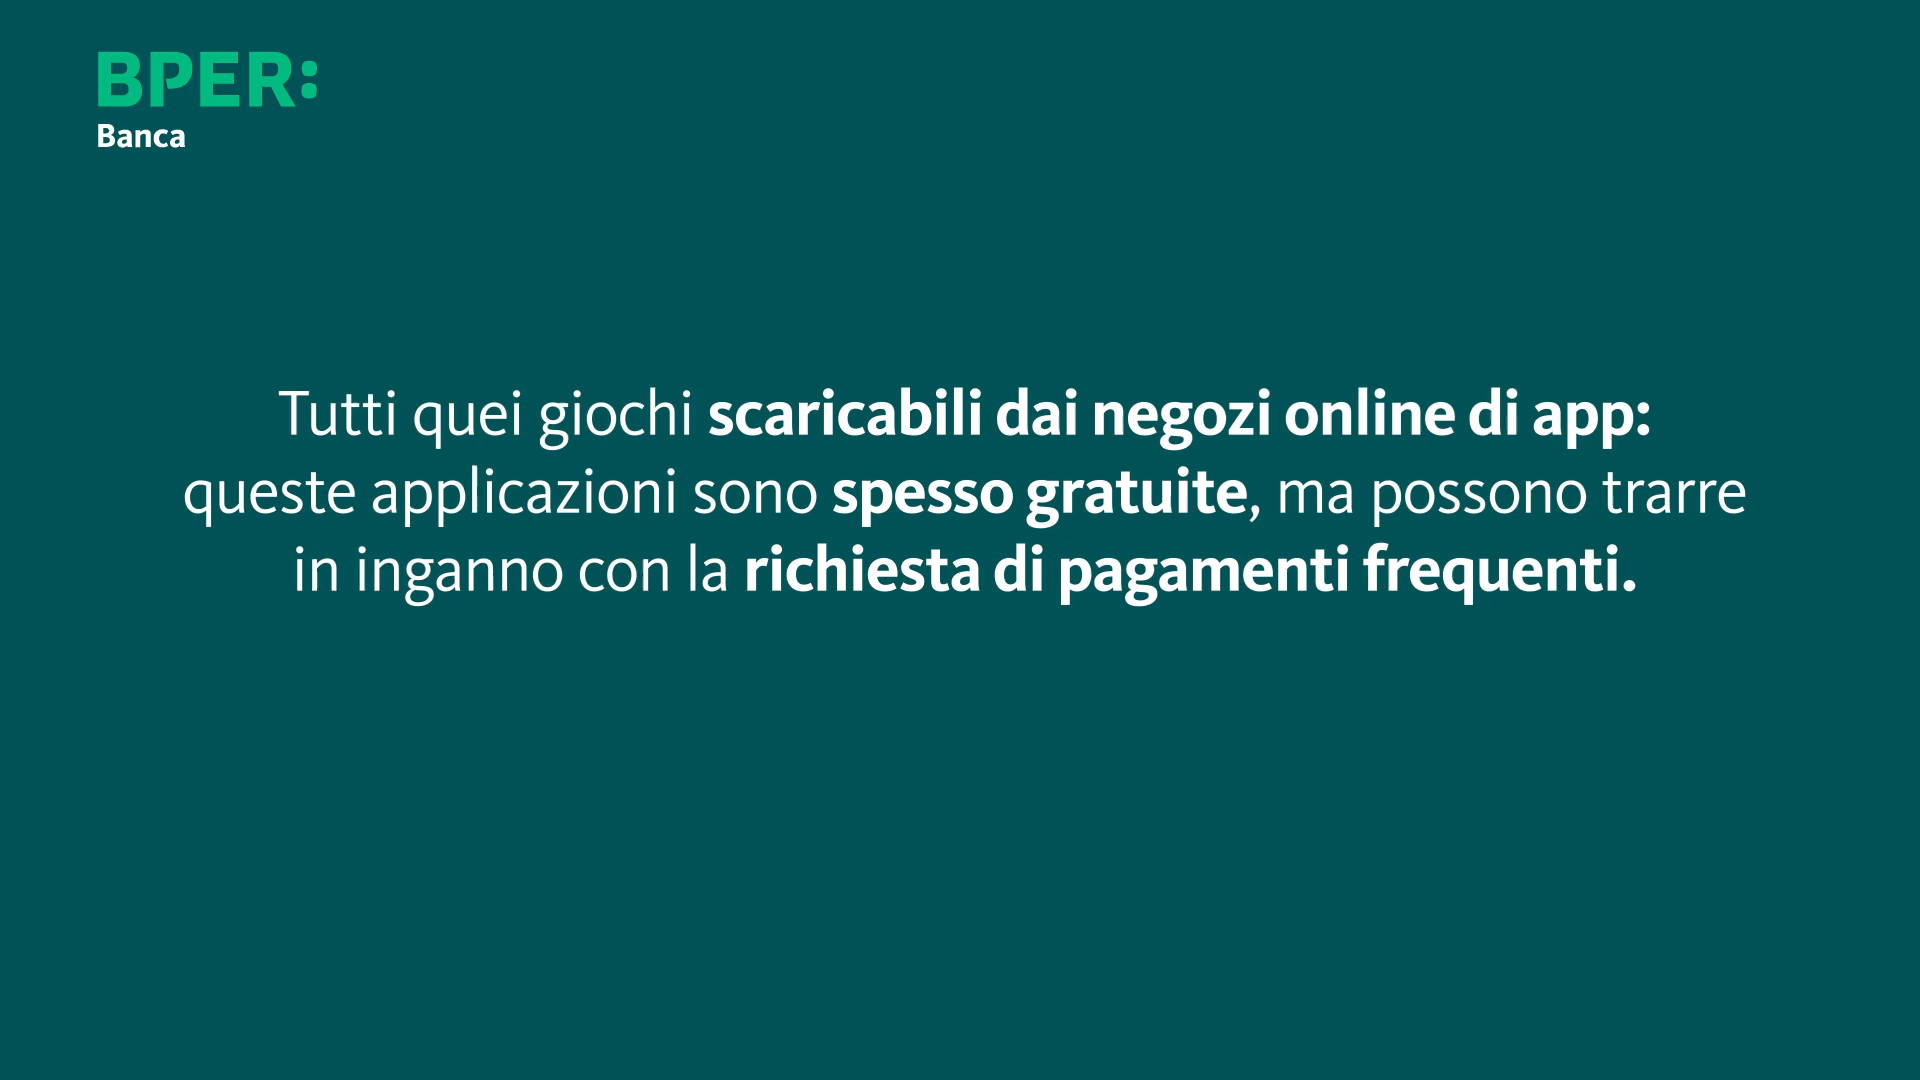 BPER:
Banca
Tutti quei giochi scaricabili dai negozi online di app:
queste applicazioni sono spesso gratuite, ma possono trarre
in inganno con la richiesta di pagamenti frequenti.